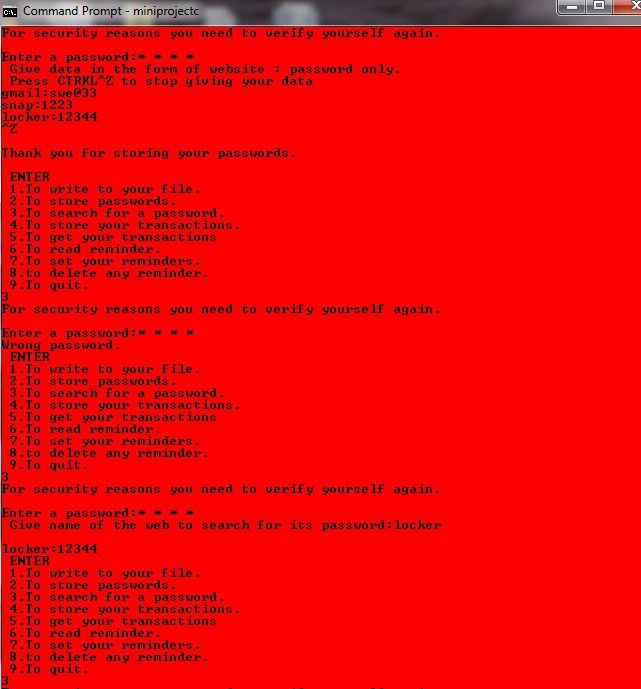 Command Prompt - miniprojectc
For security reasons you need to verify yourself again.
Enter a password:* * * *
Give data in the form of website : password only.
Press CTRKL^Z to stop giving your data
gmail:swe@33
snap:1223
locker:12344
^Z
Thank you for storing your passwords.
ENTER
1.To write to your file.
2.To store passwords.
3.To search for a password.
4.To store your transactions.
5.To get your transactions
6.To read reminder.
7.To set your reminders.
8.to delete any reminder.
9.To quit.
3
For security reasons you need to verify yourself again.
Enter a password:* * * *
Wrong password.
ENTER
1.To write to your file.
2.To store passwords.
3.To search for a password.
4.To store your transactions.
5.To get your transactions
6.To read reminder.
7.To set your reminders.
8.to delete any reminder.
9.To quit.
3
For security reasons you need to verify yourself again.
Enter a password:* * * *
Give name of the web to search for its password:locker
locker:12344
ENTER
1.To write to your file.
2.To store passwords.
3.To search for a password.
4.To store your transactions.
5.To get your transactions
6.To read reminder.
7.To set your reminders.
8.to delete any reminder.
9.To quit.
3